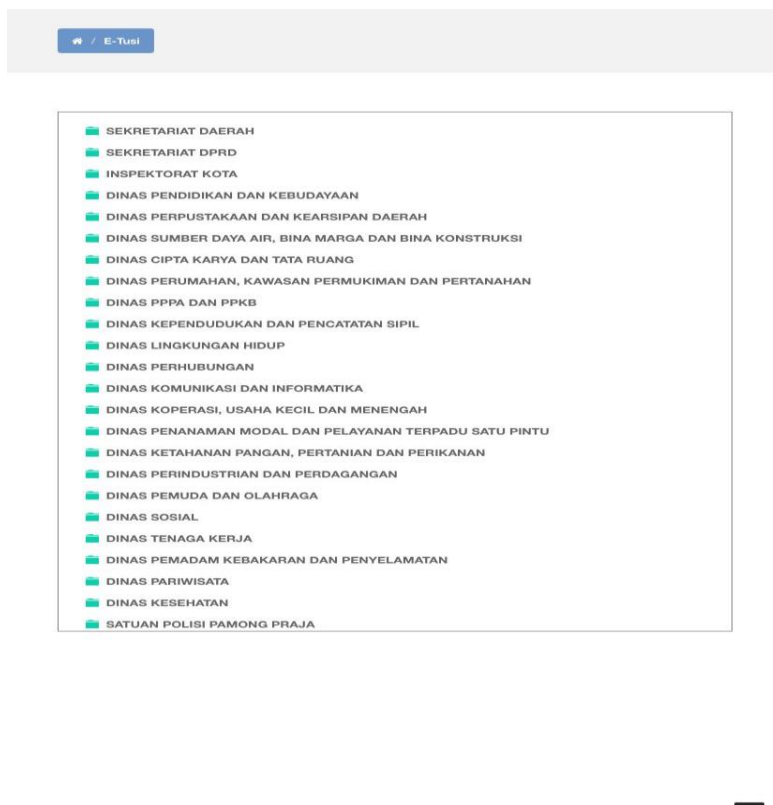 / E-Tusi
SEKRETARIAT DAERAH
SEKRETARIAT DPRD
INSPEKTORAT KOTA
DINAS PENDIDIKAN DAN KEBUDAYAAN
DINAS PERPUSTAKAAN DAN KEARSIPAN DAERAH
DINAS SUMBER DAYA AIR, BINA MARGA DAN BINA KONSTRUKSI
DINAS CIPTA KARYA DAN TATA RUANG
DINAS PERUMAHAN, KAWASAN PERMUKIMAN DAN PERTANAHAN
DINAS PPPA DAN PPKB
DINAS KEPENDUDUKAN DAN PENCATATAN SIPIL
DINAS LINGKUNGAN HIDUP
DINAS PERHUBUNGAN
DINAS KOMUNIKASI DAN INFORMATIKA
DINAS KOPERASI, USAHA KECIL DAN MENENGAH
DINAS PENANAMAN MODAL DAN PELAYANAN TERPADU SATU PINTU
DINAS KETAHANAN PANGAN, PERTANIAN DAN PERIKANAN
DINAS PERINDUSTRIAN DAN PERDAGANGAN
DINAS PEMUDA DAN OLAHRAGA
DINAS SOSIAL
DINAS TENAGA KERJA
DINAS PEMADAM KEBAKARAN DAN PENYELAMATAN
DINAS PARIWISATA
DINAS KESEHATAN
SATUAN POLISI PAMONG PRAJA